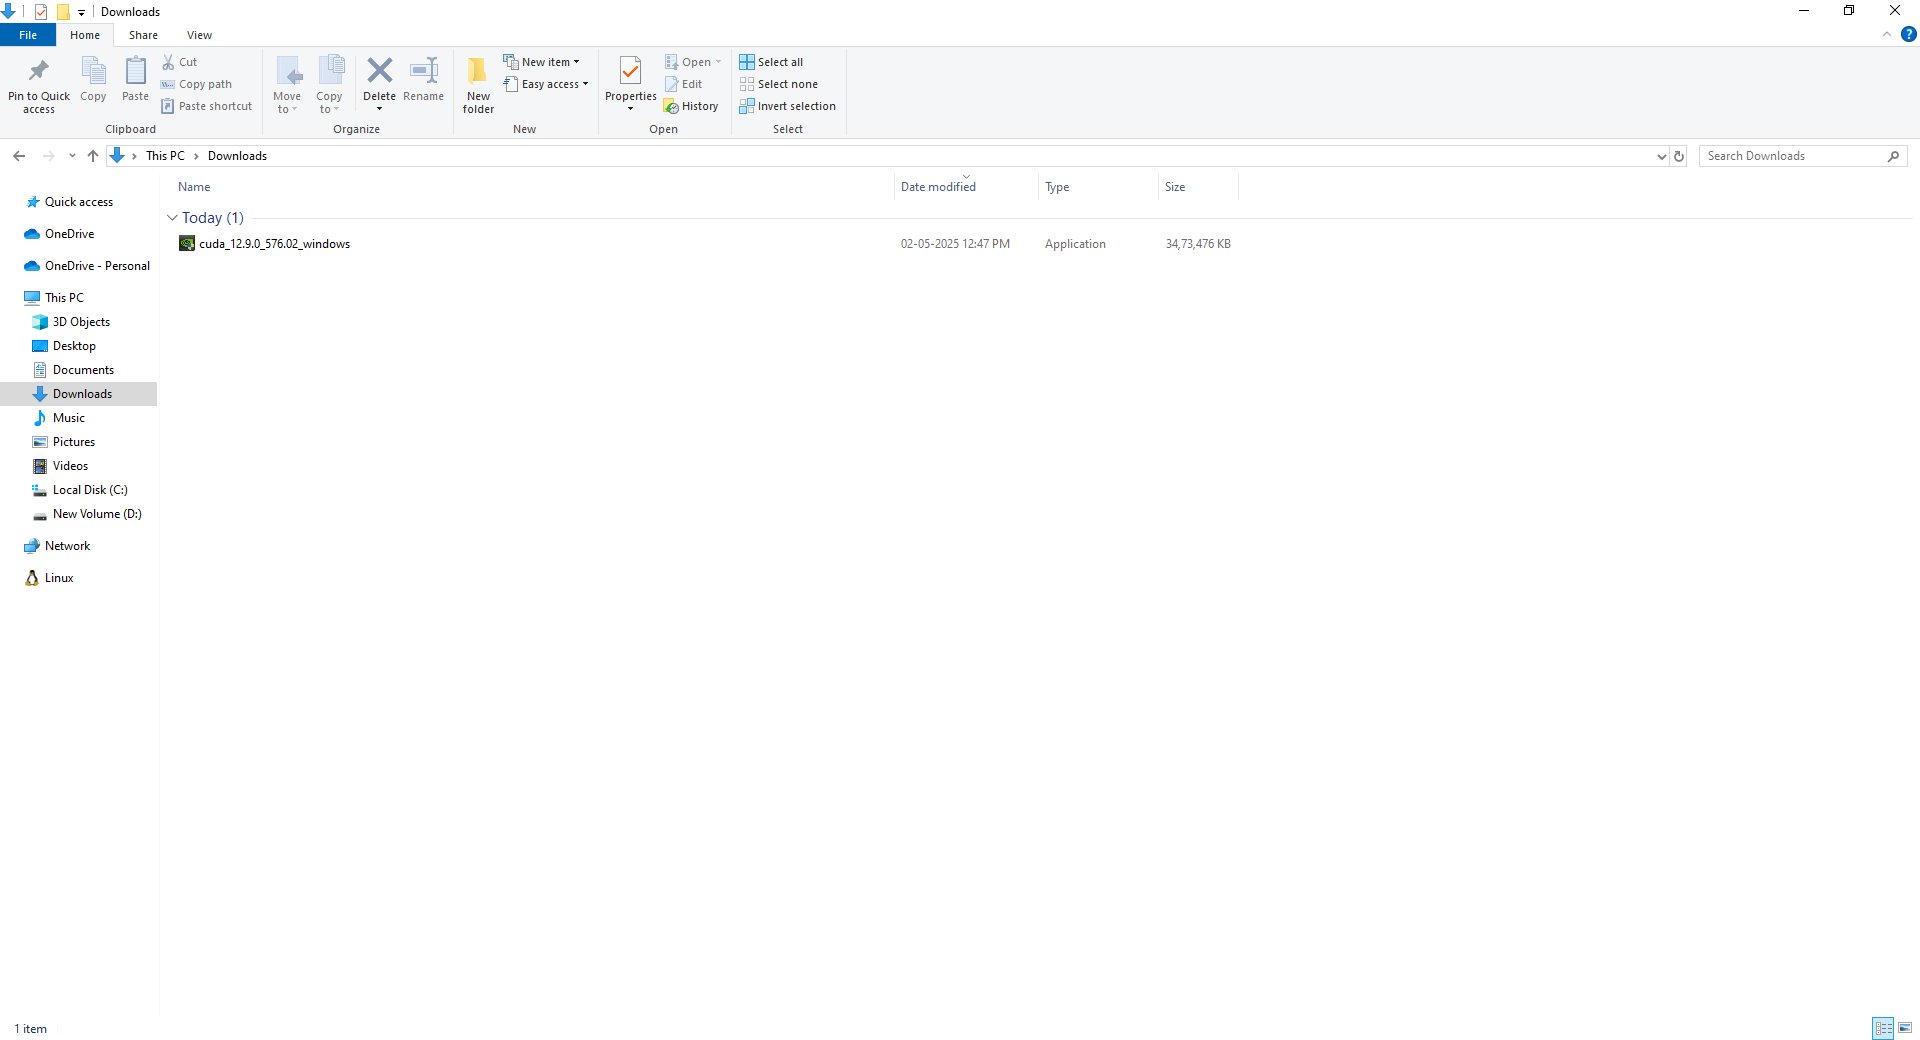 Downloads
File Home Share View
Pin to Quick access
Copy
Paste
Cut
Copy path
Paste shortcut
Clipboard
Move to
Copy to
Delete
Rename
Organize
New folder
New item
Easy access
New
Properties
Open
Edit
History
Open
Select all
Select none
Invert selection
Select
This PC > Downloads
Search Downloads
Name Date modified Type Size
Today (1)
cuda_12.9.0_576.02_windows 02-05-2025 12:47 PM Application 34,73,476 KB
Quick access
OneDrive
OneDrive - Personal
This PC
3D Objects
Desktop
Documents
Downloads
Music
Pictures
Videos
Local Disk (C:)
New Volume (D:)
Network
Linux
1 item